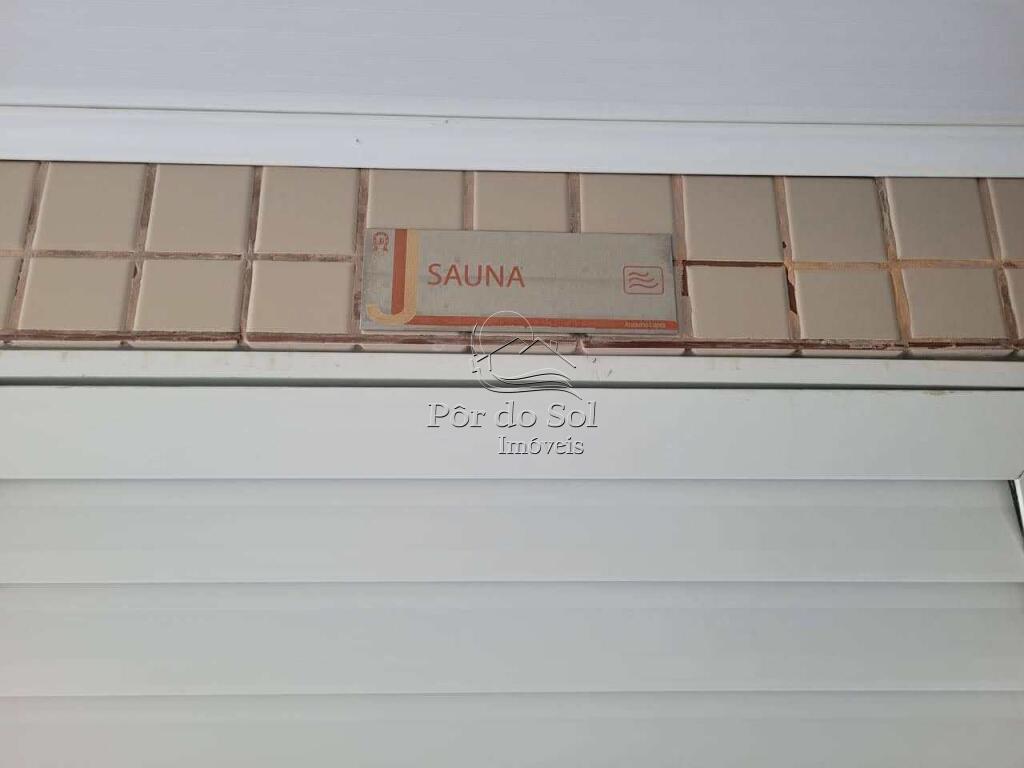 J SAUNA
Pôr do Sol
Imóveis